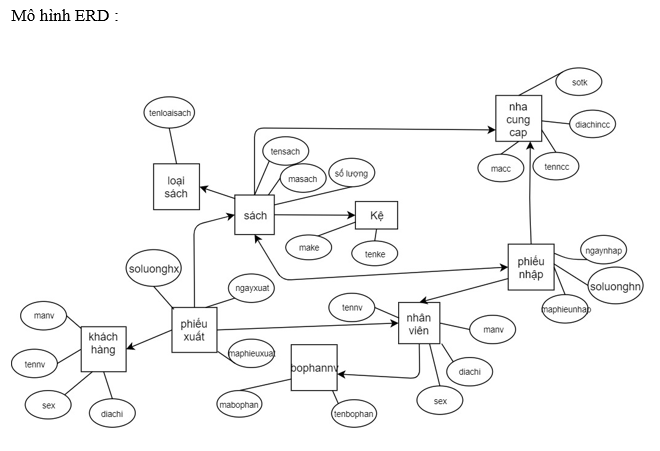 Mô hình ERD :
sotk
nha
cung
cap
diachincc
macc
tenncc
tenloaisach
loại
sách
tensach
masach
số lượng
sách
Kệ
make
tenke
phiếu
nhập
ngaynhap
soluonghn
maphieunhap
soluonghx
ngayxuat
phiếu
xuất
maphieuxuat
manv
khách
hàng
tennv
sex
diachi
tennv
nhân
viên
manv
diachi
sex
bophannv
mabophan
tenbophan